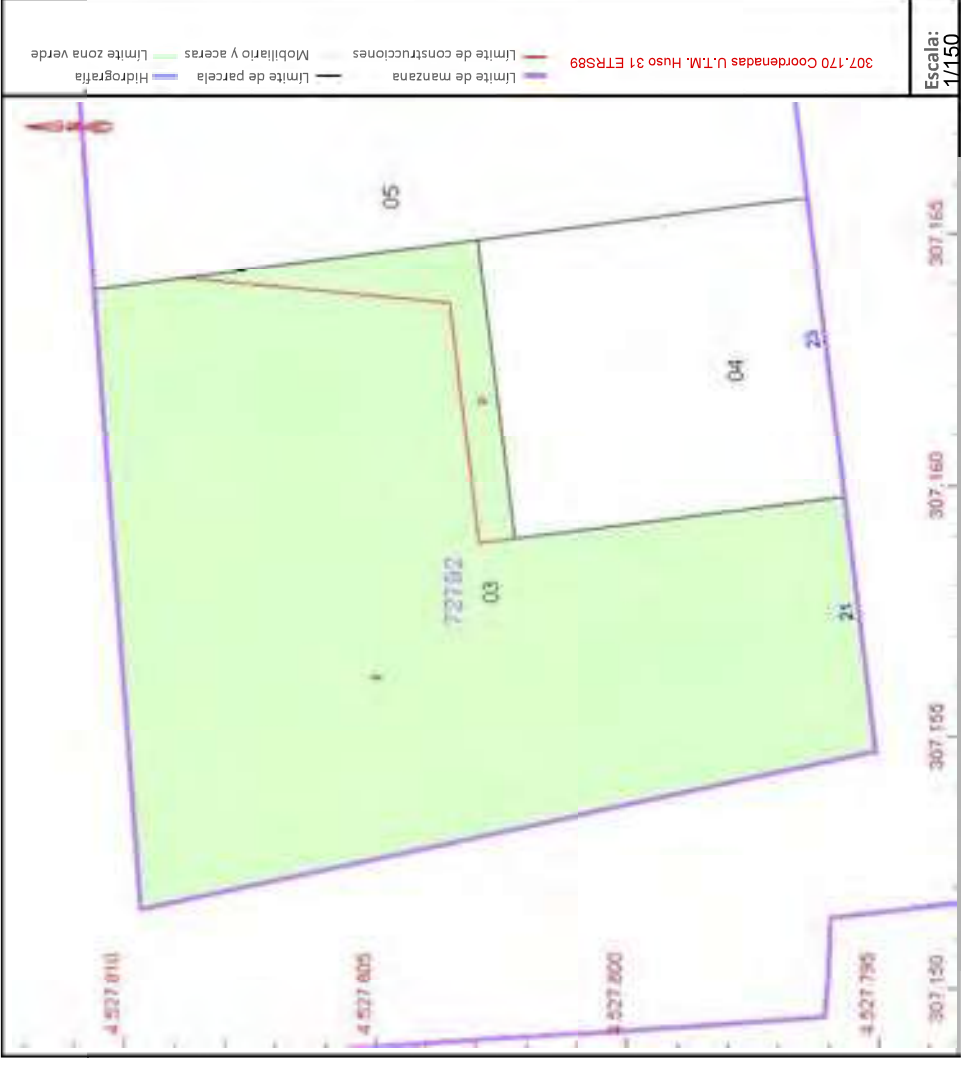 Escala:
1/150
307.170 Coordenadas U.T.M. Huso 31 ETRS89
Límite de manzana
Límite de parcela
Hidrografía
Límite de construcciones
Mobiliario y aceras
Límite zona verde
05
04
03
72792
21
23
4.527.810
4.527.805
4.527.800
4.527.795
307.150
307.155
307.160
307.165